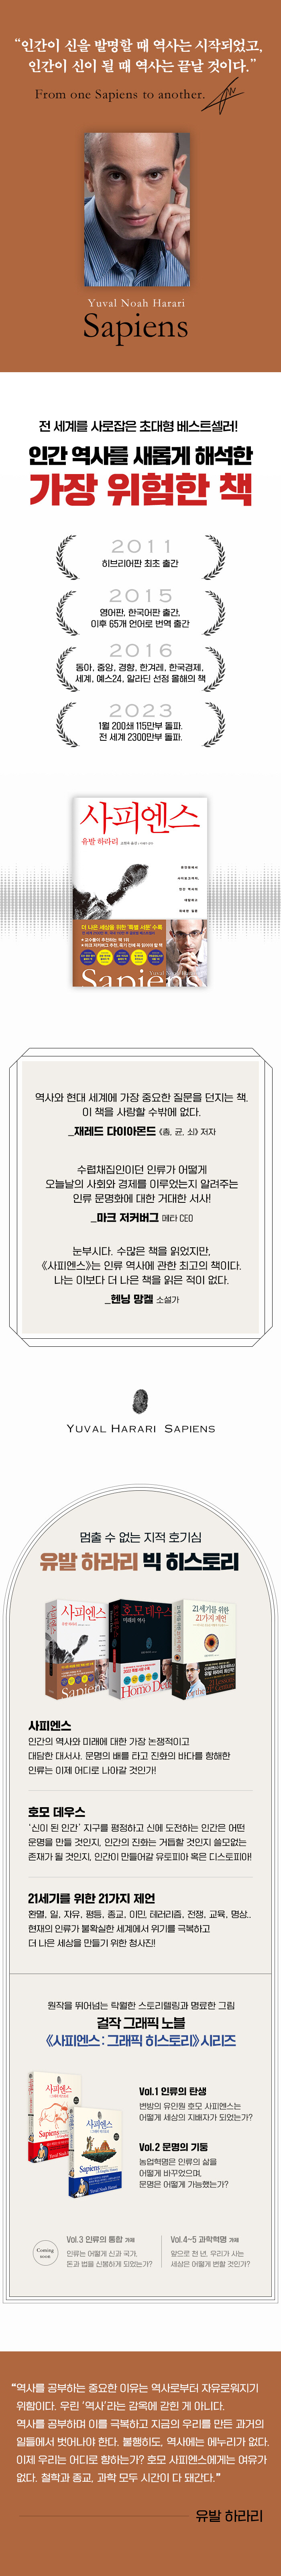 “인간이 신을 발명할 때 역사는 시작되었고,
인간이 신이 될 때 역사는 끝날 것이다.”
From one Sapiens to another.
Yuval Noah Harari
Sapiens
전 세계를 사로잡은 초대형 베스트셀러!
인간 역사를 새롭게 해석한
가장 위험한 책
2011
히브리어판 최초 출간
2015
영어판, 한국어판 출간,
이후 65개 언어로 번역 출간
2016
동아, 중앙, 경향, 한겨레, 한국경제,
세계, 예스24, 알라딘 선정 올해의 책
2023
1월 200쇄 115만부 돌파.
전 세계 2300만부 돌파.
사피엔스
유발 하라리
더 나은 세상을 위한 '특별 서문' 수록
Yuval Noah Harari
Sapiens
역사와 현대 세계에 가장 중요한 질문을 던지는 책.
이 책을 사랑할 수밖에 없다.
_재레드 다이아몬드 《총, 균, 쇠》 저자
수렵채집인이던 인류가 어떻게
오늘날의 사회와 경제를 이루었는지 알려주는
인류 문명화에 대한 거대한 서사!
_마크 저커버그 메타 CEO
눈부시다. 수많은 책을 읽었지만,
《사피엔스》는 인류 역사에 관한 최고의 책이다.
나는 이보다 더 나은 책을 읽은 적이 없다.
_헨닝 망켈 소설가
YUVAL HARARI SAPIENS
멈출 수 없는 지적 호기심
유발 하라리 빅 히스토리
사피엔스
호모 데우스
미래의 역사
21세기를 위한
21가지 제언
Sapiens
Homo Deus
사피엔스
인간의 역사와 미래에 대한 가장 논쟁적이고
대담한 대서사. 문명의 배를 타고 진화의 바다를 항해한
인류는 이제 어디로 나아갈 것인가!
호모 데우스
‘신이 된 인간’ 지구를 평정하고 신에 도전하는 인간은 어떤
운명을 만들 것인지, 인간의 진화는 거듭할 것인지 쓸모없는
존재가 될 것인지, 인간이 만들어갈 유토피아 혹은 디스토피아!
21세기를 위한 21가지 제언
환멸, 일, 자유, 평등, 종교, 이민, 테러리즘, 전쟁, 교육, 명상..
현재의 인류가 불확실한 세계에서 위기를 극복하고
더 나은 세상을 만들기 위한 청사진!
원작을 뛰어넘는 탁월한 스토리텔링과 명료한 그림
걸작 그래픽 노블
《사피엔스 : 그래픽 히스토리》 시리즈
사피엔스
Sapiens
사피엔스
Sapiens
Vol.1 인류의 탄생
변방의 유인원 호모 사피엔스는
어떻게 세상의 지배자가 되었는가?
Vol.2 문명의 기둥
농업혁명은 인류의 삶을
어떻게 바꾸었으며,
문명은 어떻게 가능했는가?
Coming
soon
Vol.3 인류의 통합 가제
인류는 어떻게 신과 국가,
돈과 법을 신봉하게 되었는가?
Vol.4~5 과학혁명 가제
앞으로 천 년, 우리가 사는
세상은 어떻게 변할 것인가?
“역사를 공부하는 중요한 이유는 역사로부터 자유로워지기
위함이다. 우린 ‘역사’라는 감옥에 갇힌 게 아니다.
역사를 공부하며 이를 극복하고 지금의 우리를 만든 과거의
일들에서 벗어나야 한다. 불행히도, 역사에는 에누리가 없다.
이제 우리는 어디로 향하는가? 호모 사피엔스에게는 여유가
없다. 철학과 종교, 과학 모두 시간이 다 돼간다.”
유발 하라리